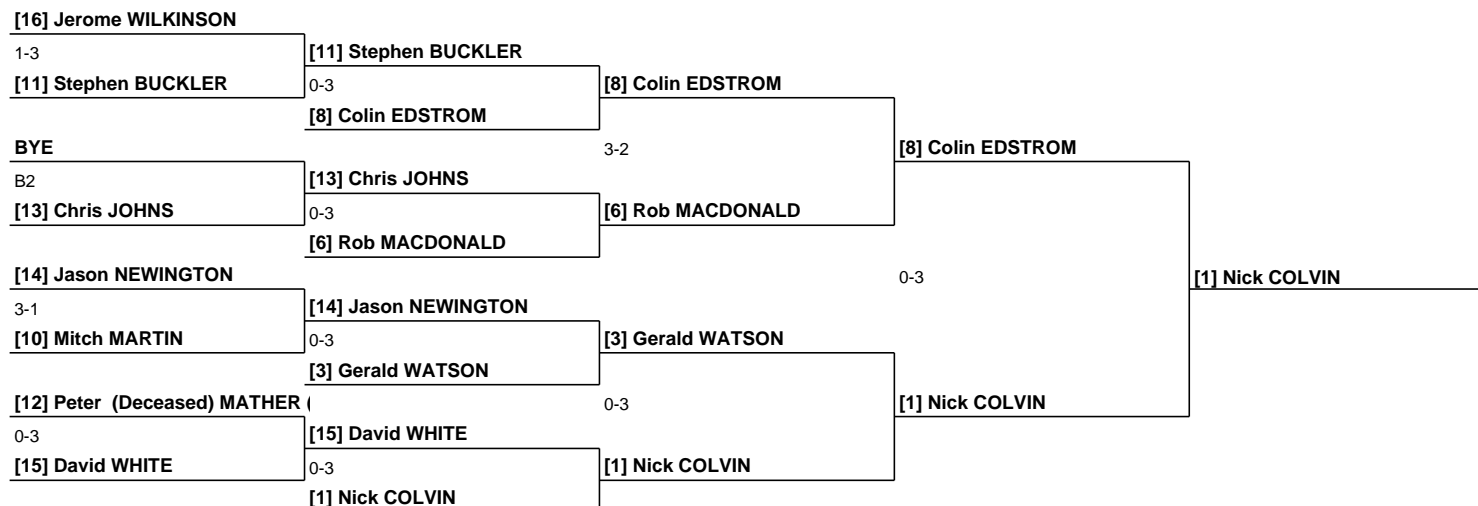 [16] Jerome WILKINSON
1-3
[11] Stephen BUCKLER
BYE
B2
[13] Chris JOHNS
[14] Jason NEWINGTON
3-1
[10] Mitch MARTIN
[12] Peter  (Deceased) MATHER (
0-3
[15] David WHITE
[11] Stephen BUCKLER
0-3
[8] Colin EDSTROM
[13] Chris JOHNS
0-3
[6] Rob MACDONALD
[14] Jason NEWINGTON
0-3
[3] Gerald WATSON
[15] David WHITE
0-3
[1] Nick COLVIN
[8] Colin EDSTROM
3-2
[6] Rob MACDONALD
[3] Gerald WATSON
0-3
[1] Nick COLVIN
[8] Colin EDSTROM
0-3
[1] Nick COLVIN
[1] Nick COLVIN